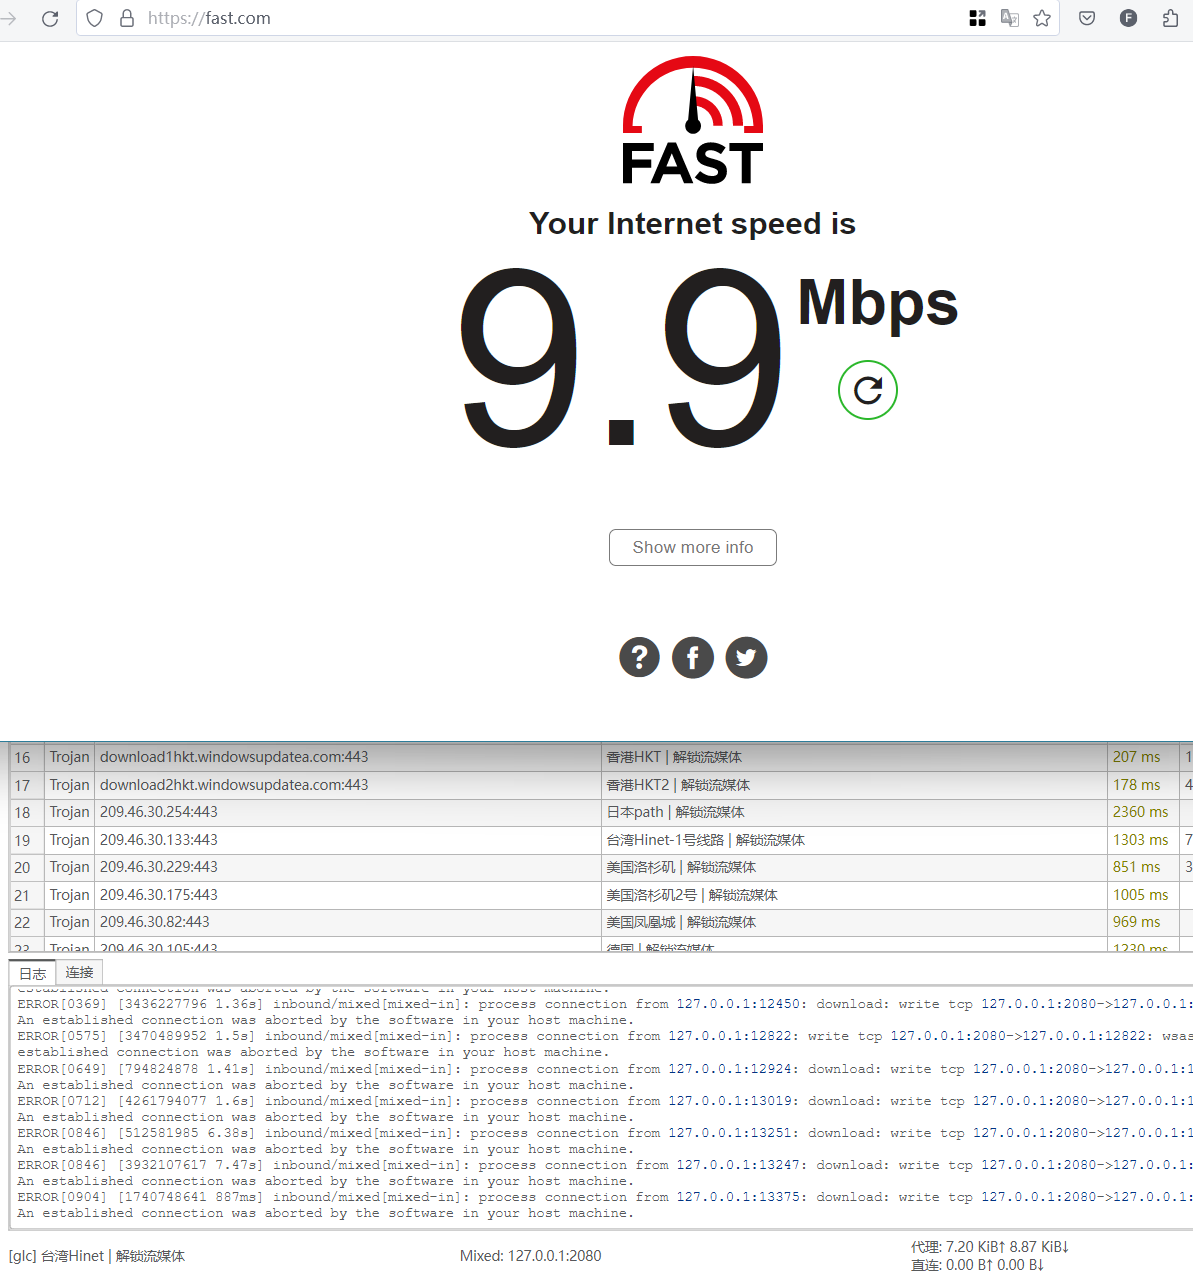 https://fast.com
F
FAST
Your Internet speed is
9.9 Mbps
Show more info
16 Trojan download1hkt.windowsupdatea.com:443 香港HKT | 解锁流媒体 207 ms 1
17 Trojan download2hkt.windowsupdatea.com:443 香港HKT2 | 解锁流媒体 178 ms 4
18 Trojan 209.46.30.254:443 日本path | 解锁流媒体 2360 ms
19 Trojan 209.46.30.133:443 台湾Hinet-1号线路 | 解锁流媒体 1303 ms 7
20 Trojan 209.46.30.229:443 美国洛杉矶 | 解锁流媒体 851 ms 3
21 Trojan 209.46.30.175:443 美国洛杉矶2号 | 解锁流媒体 1005 ms
22 Trojan 209.46.30.82:443 美国凤凰城 | 解锁流媒体 969 ms
23 Trojan 209.46.30.105:443 德国 | 解锁流媒体 1230 ms
日志 连接
established connection was aborted by the software in your host machine.
ERROR[0369] [3436227796 1.36s] inbound/mixed[mixed-in]: process connection from 127.0.0.1:12450: download: write tcp 127.0.0.1:2080->127.0.0.1:
An established connection was aborted by the software in your host machine.
ERROR[0575] [3470489952 1.5s] inbound/mixed[mixed-in]: process connection from 127.0.0.1:12822: write tcp 127.0.0.1:2080->127.0.0.1:12822: wsas
established connection was aborted by the software in your host machine.
ERROR[0649] [794824878 1.41s] inbound/mixed[mixed-in]: process connection from 127.0.0.1:12924: download: write tcp 127.0.0.1:2080->127.0.0.1:1
An established connection was aborted by the software in your host machine.
ERROR[0712] [4261794077 1.6s] inbound/mixed[mixed-in]: process connection from 127.0.0.1:13019: download: write tcp 127.0.0.1:2080->127.0.0.1:1
An established connection was aborted by the software in your host machine.
ERROR[0846] [512581985 6.38s] inbound/mixed[mixed-in]: process connection from 127.0.0.1:13251: download: write tcp 127.0.0.1:2080->127.0.0.1:1
An established connection was aborted by the software in your host machine.
ERROR[0846] [3932107617 7.47s] inbound/mixed[mixed-in]: process connection from 127.0.0.1:13247: download: write tcp 127.0.0.1:2080->127.0.0.1:
An established connection was aborted by the software in your host machine.
ERROR[0904] [1740748641 887ms] inbound/mixed[mixed-in]: process connection from 127.0.0.1:13375: download: write tcp 127.0.0.1:2080->127.0.0.1:
An established connection was aborted by the software in your host machine.
[glc] 台湾Hinet | 解锁流媒体 Mixed: 127.0.0.1:2080 代理: 7.20 KiB↑ 8.87 KiB↓
直连: 0.00 B↑ 0.00 B↓